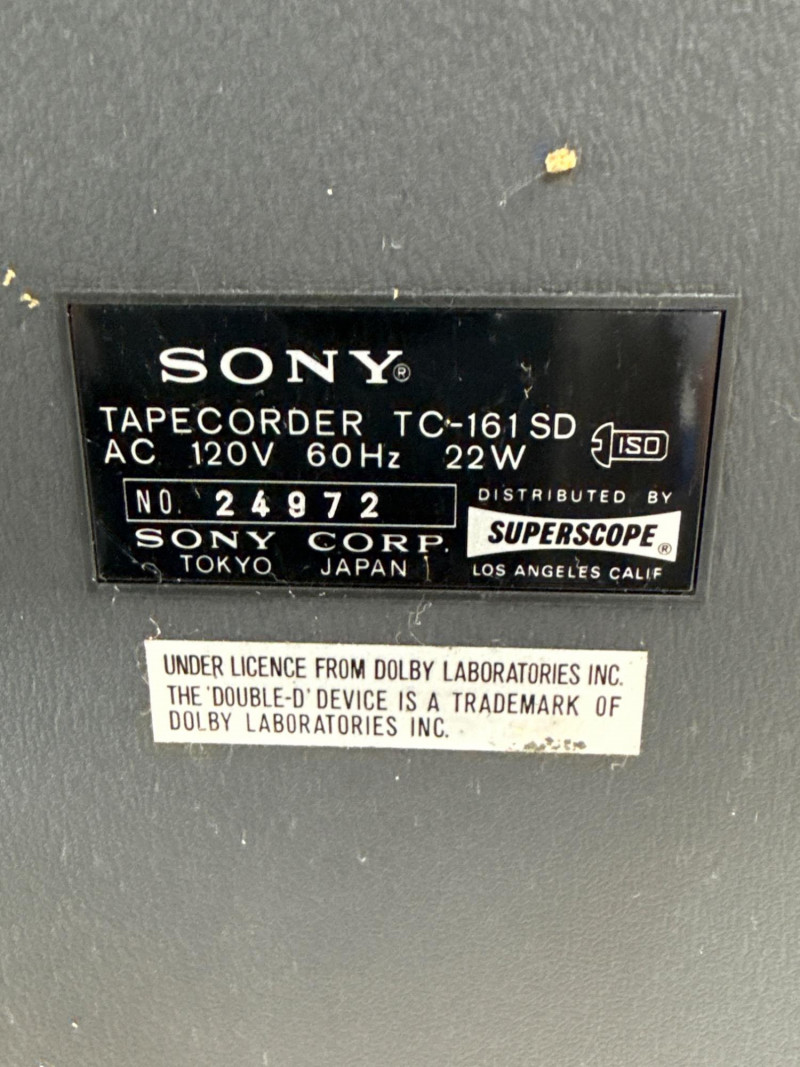 SONY®
TAPECORDER TC-161SD
AC 120V 60Hz 22W
ISO
NO. 24972
SONY CORP.
TOKYO JAPAN
DISTRIBUTED BY
SUPERSCOPE®
LOS ANGELES CALIF
UNDER LICENCE FROM DOLBY LABORATORIES INC.
THE 'DOUBLE-D' DEVICE IS A TRADEMARK OF
DOLBY LABORATORIES INC.